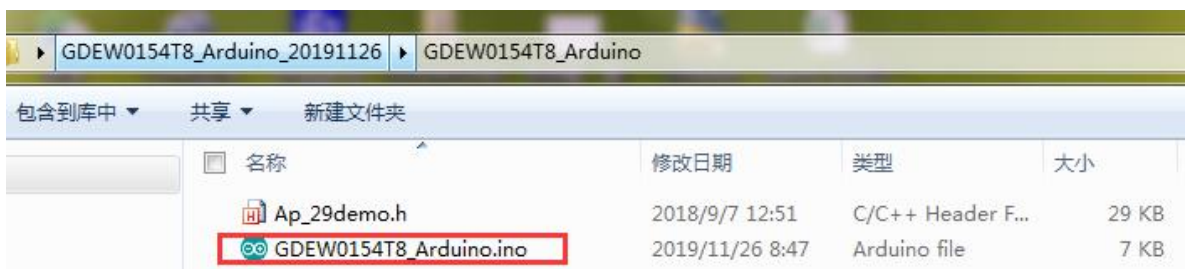 GDEW0154T8_Arduino_20191126 GDEW0154T8_Arduino
包含到库中 共享 新建文件夹
名称 修改日期 类型 大小
Ap_29demo.h 2018/9/7 12:51 C/C++ Header F... 29 KB
GDEW0154T8_Arduino.ino 2019/11/26 8:47 Arduino file 7 KB